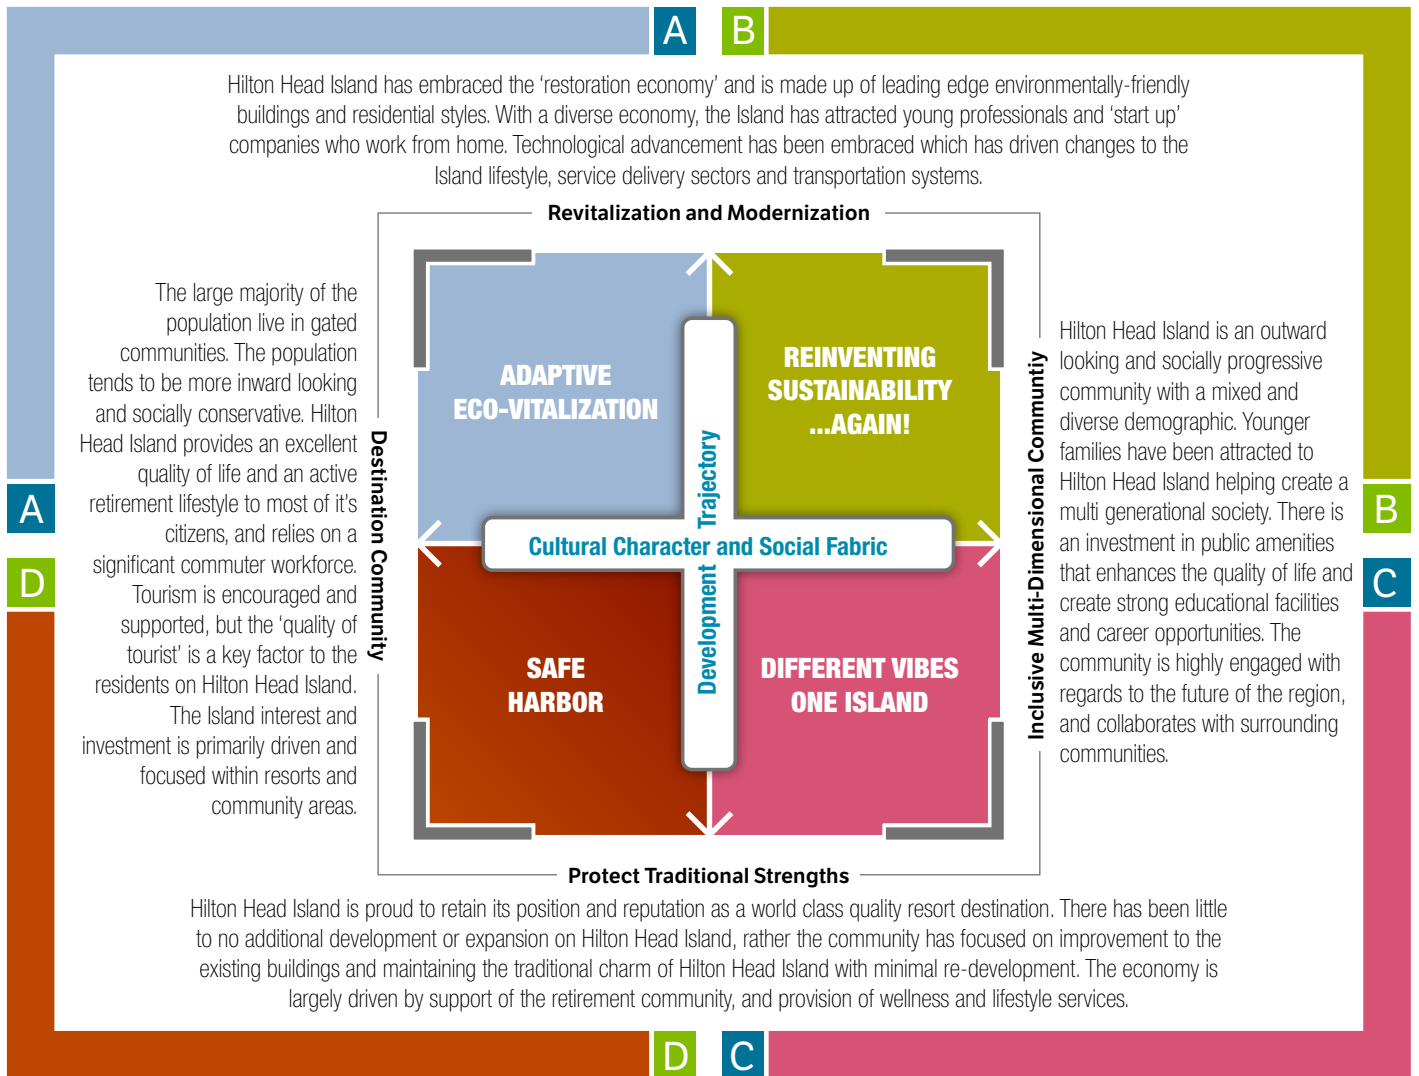 A B
Hilton Head Island has embraced the ‘restoration economy’ and is made up of leading edge environmentally-friendly
buildings and residential styles. With a diverse economy, the Island has attracted young professionals and ‘start up’
companies who work from home. Technological advancement has been embraced which has driven changes to the
Island lifestyle, service delivery sectors and transportation systems.
Revitalization and Modernization
The large majority of the
population live in gated
communities. The population
tends to be more inward looking
and socially conservative. Hilton
Head Island provides an excellent
quality of life and an active
retirement lifestyle to most of it’s
citizens, and relies on a
significant commuter workforce.
Tourism is encouraged and
supported, but the ‘quality of
tourist’ is a key factor to the
residents on Hilton Head Island.
The Island interest and
investment is primarily driven and
focused within resorts and
community areas.
A
D
Destination Community
ADAPTIVE
ECO-VITALIZATION
REINVENTING
SUSTAINABILITY
...AGAIN!
Development Trajectory
Cultural Character and Social Fabric
SAFE
HARBOR
DIFFERENT VIBES
ONE ISLAND
Inclusive Multi-Dimensional Communtiy
Hilton Head Island is an outward
looking and socially progressive
community with a mixed and
diverse demographic. Younger
families have been attracted to
Hilton Head Island helping create a
multi generational society. There is
an investment in public amenities
that enhances the quality of life and
create strong educational facilities
and career opportunities. The
community is highly engaged with
regards to the future of the region,
and collaborates with surrounding
communities.
B
C
Protect Traditional Strengths
Hilton Head Island is proud to retain its position and reputation as a world class quality resort destination. There has been little
to no additional development or expansion on Hilton Head Island, rather the community has focused on improvement to the
existing buildings and maintaining the traditional charm of Hilton Head Island with minimal re-development. The economy is
largely driven by support of the retirement community, and provision of wellness and lifestyle services.
D C